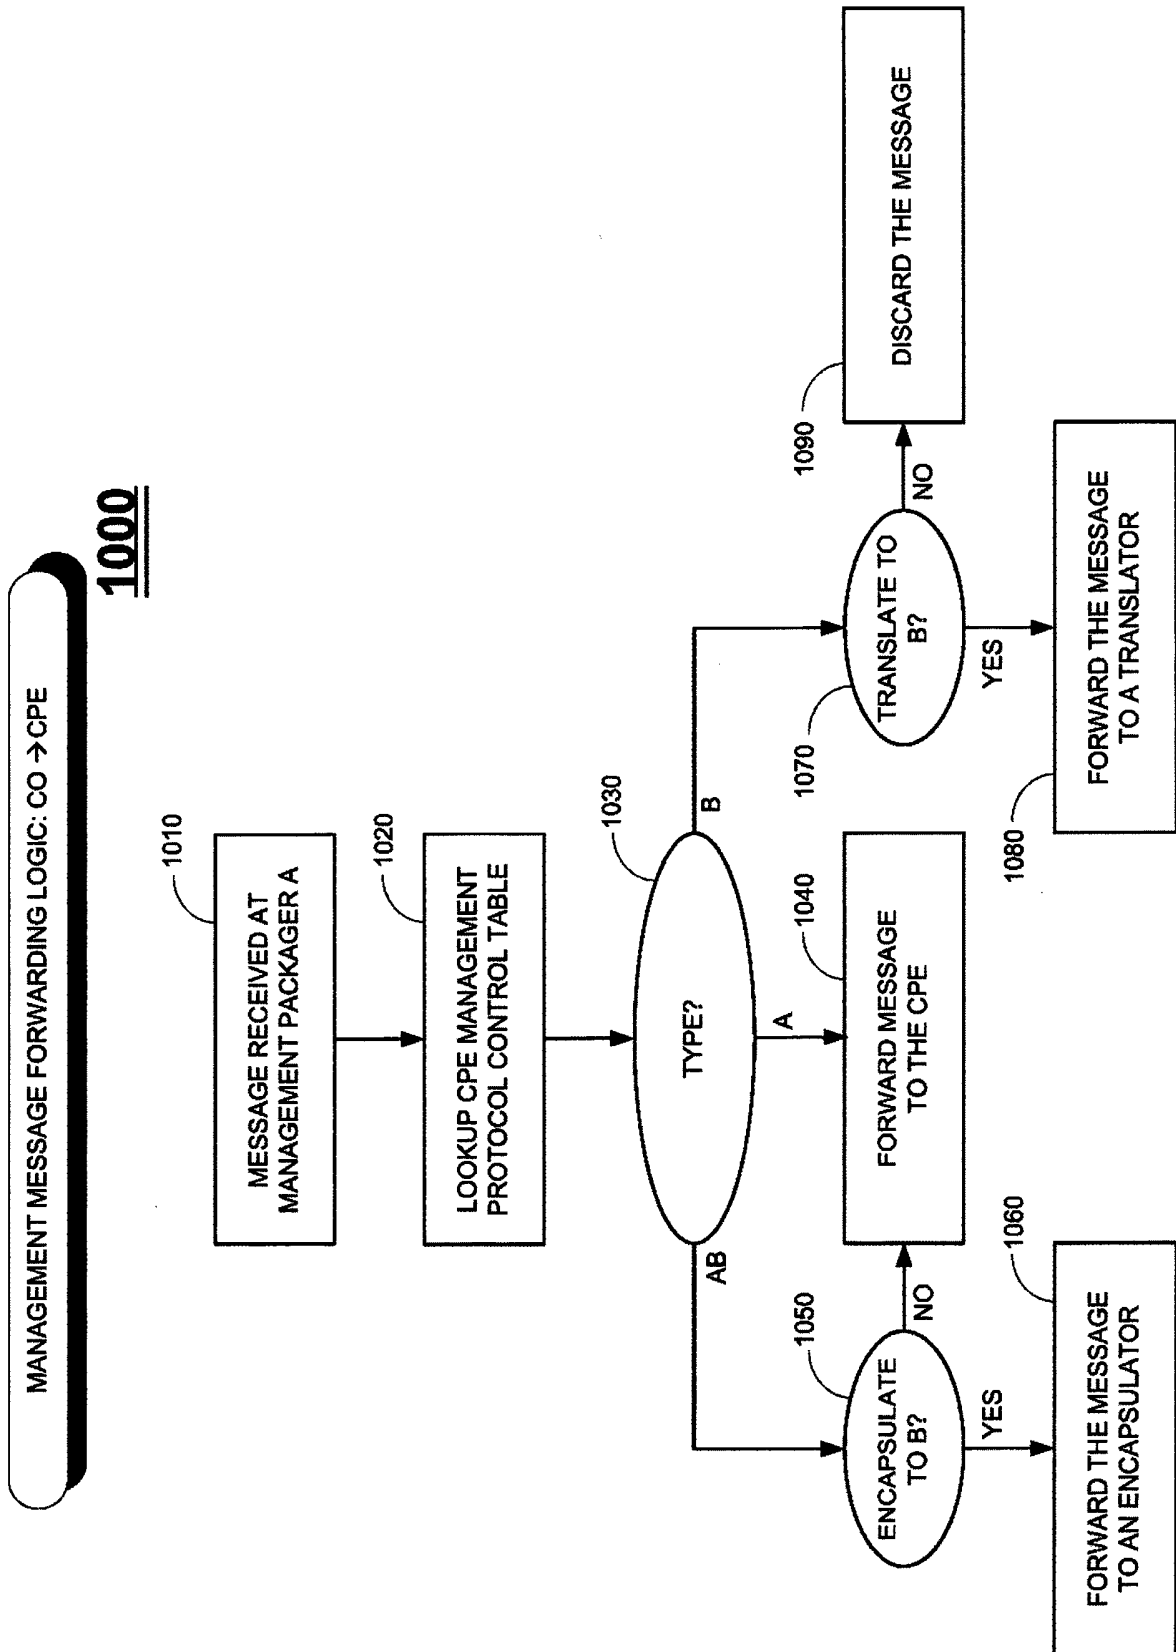 MANAGEMENT MESSAGE FORWARDING LOGIC: CO →CPE
1000
1010
MESSAGE RECEIVED AT
MANAGEMENT PACKAGER A
1020
LOOKUP CPE MANAGEMENT
PROTOCOL CONTROL TABLE
1030
TYPE?
AB
A
B
1050
ENCAPSULATE
TO B?
NO
YES
1040
FORWARD MESSAGE
TO THE CPE
1070
TRANSLATE TO
B?
NO
YES
1090
DISCARD THE MESSAGE
1060
FORWARD THE MESSAGE
TO AN ENCAPSULATOR
1080
FORWARD THE MESSAGE
TO A TRANSLATOR